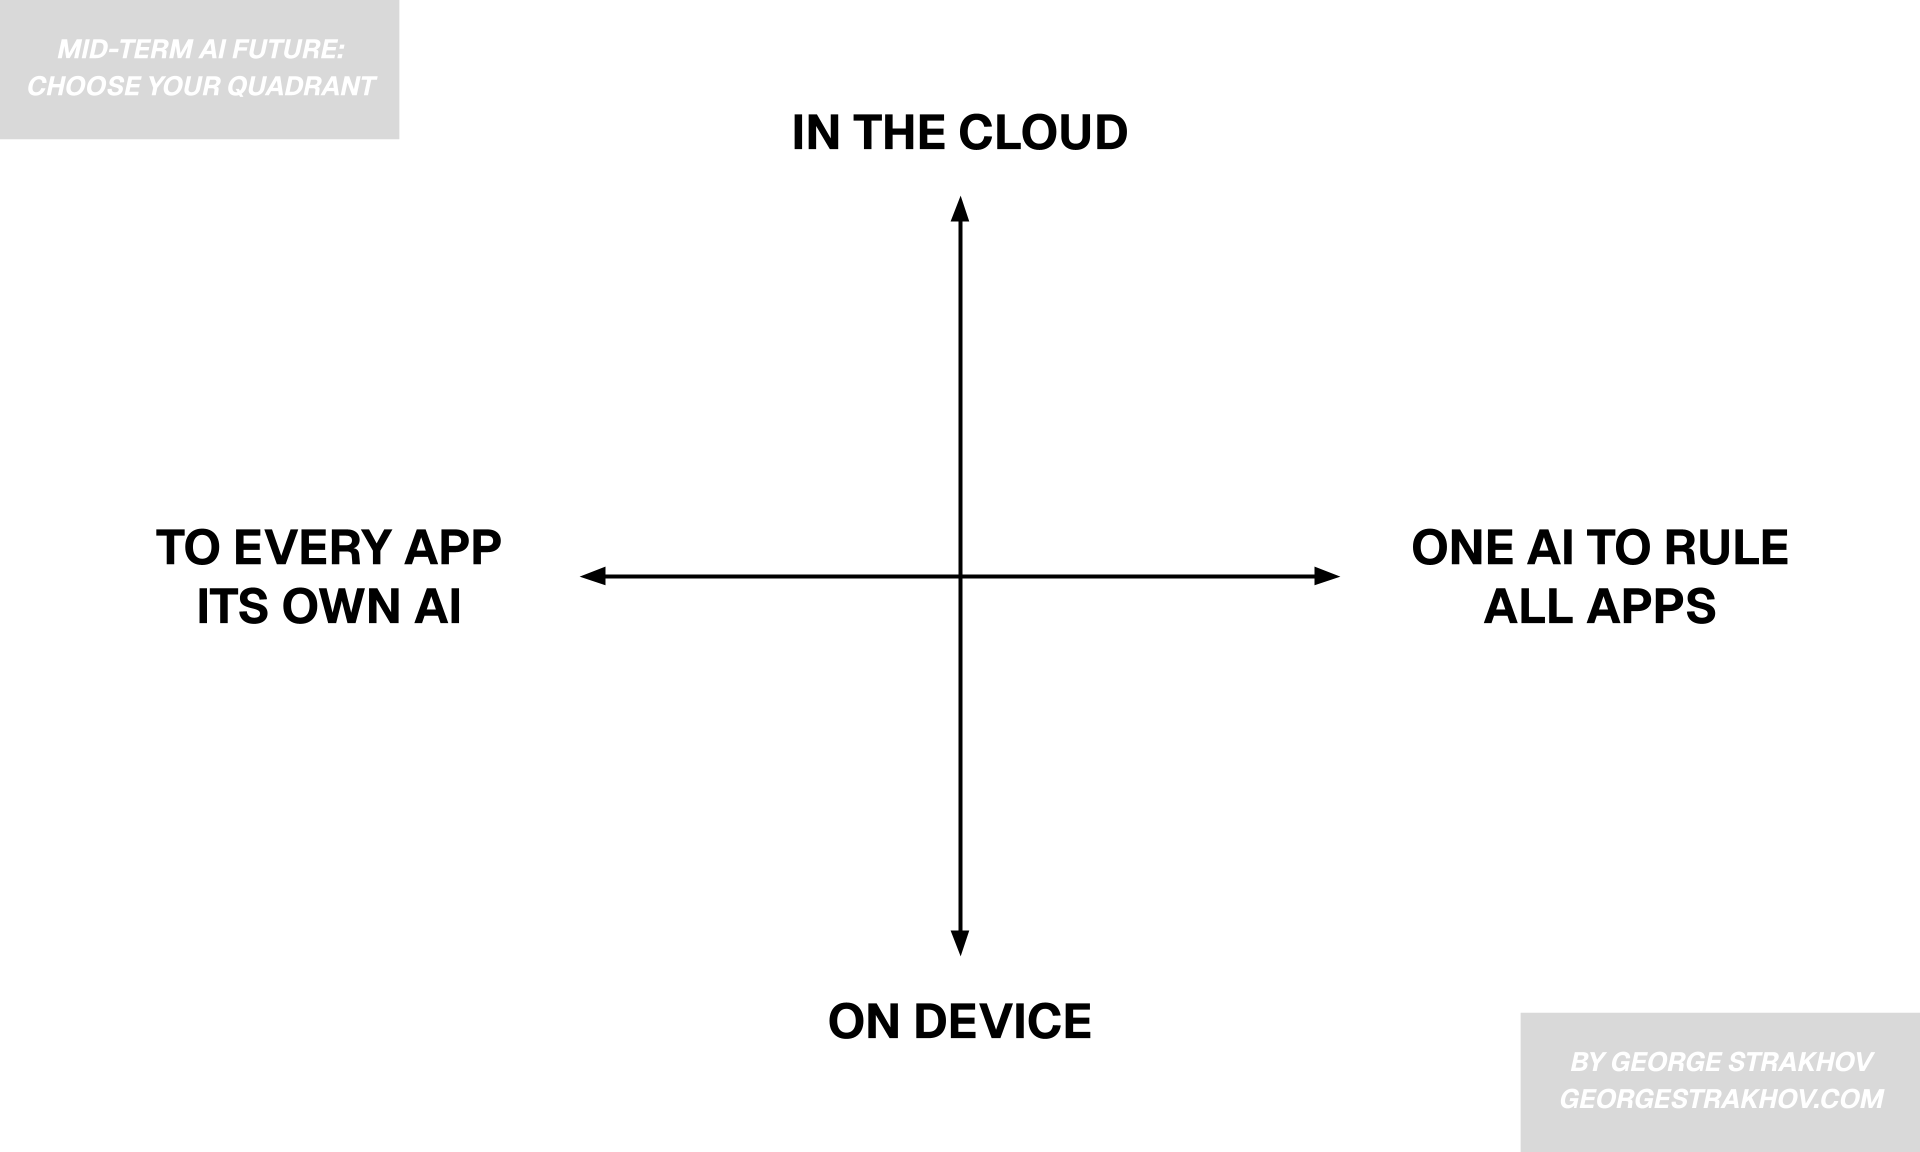 MID-TERM AI FUTURE:
CHOOSE YOUR QUADRANT
IN THE CLOUD
TO EVERY APP
ITS OWN AI
ONE AI TO RULE
ALL APPS
ON DEVICE
BY GEORGE STRAKHOV
GEORGESTRAKHOV.COM